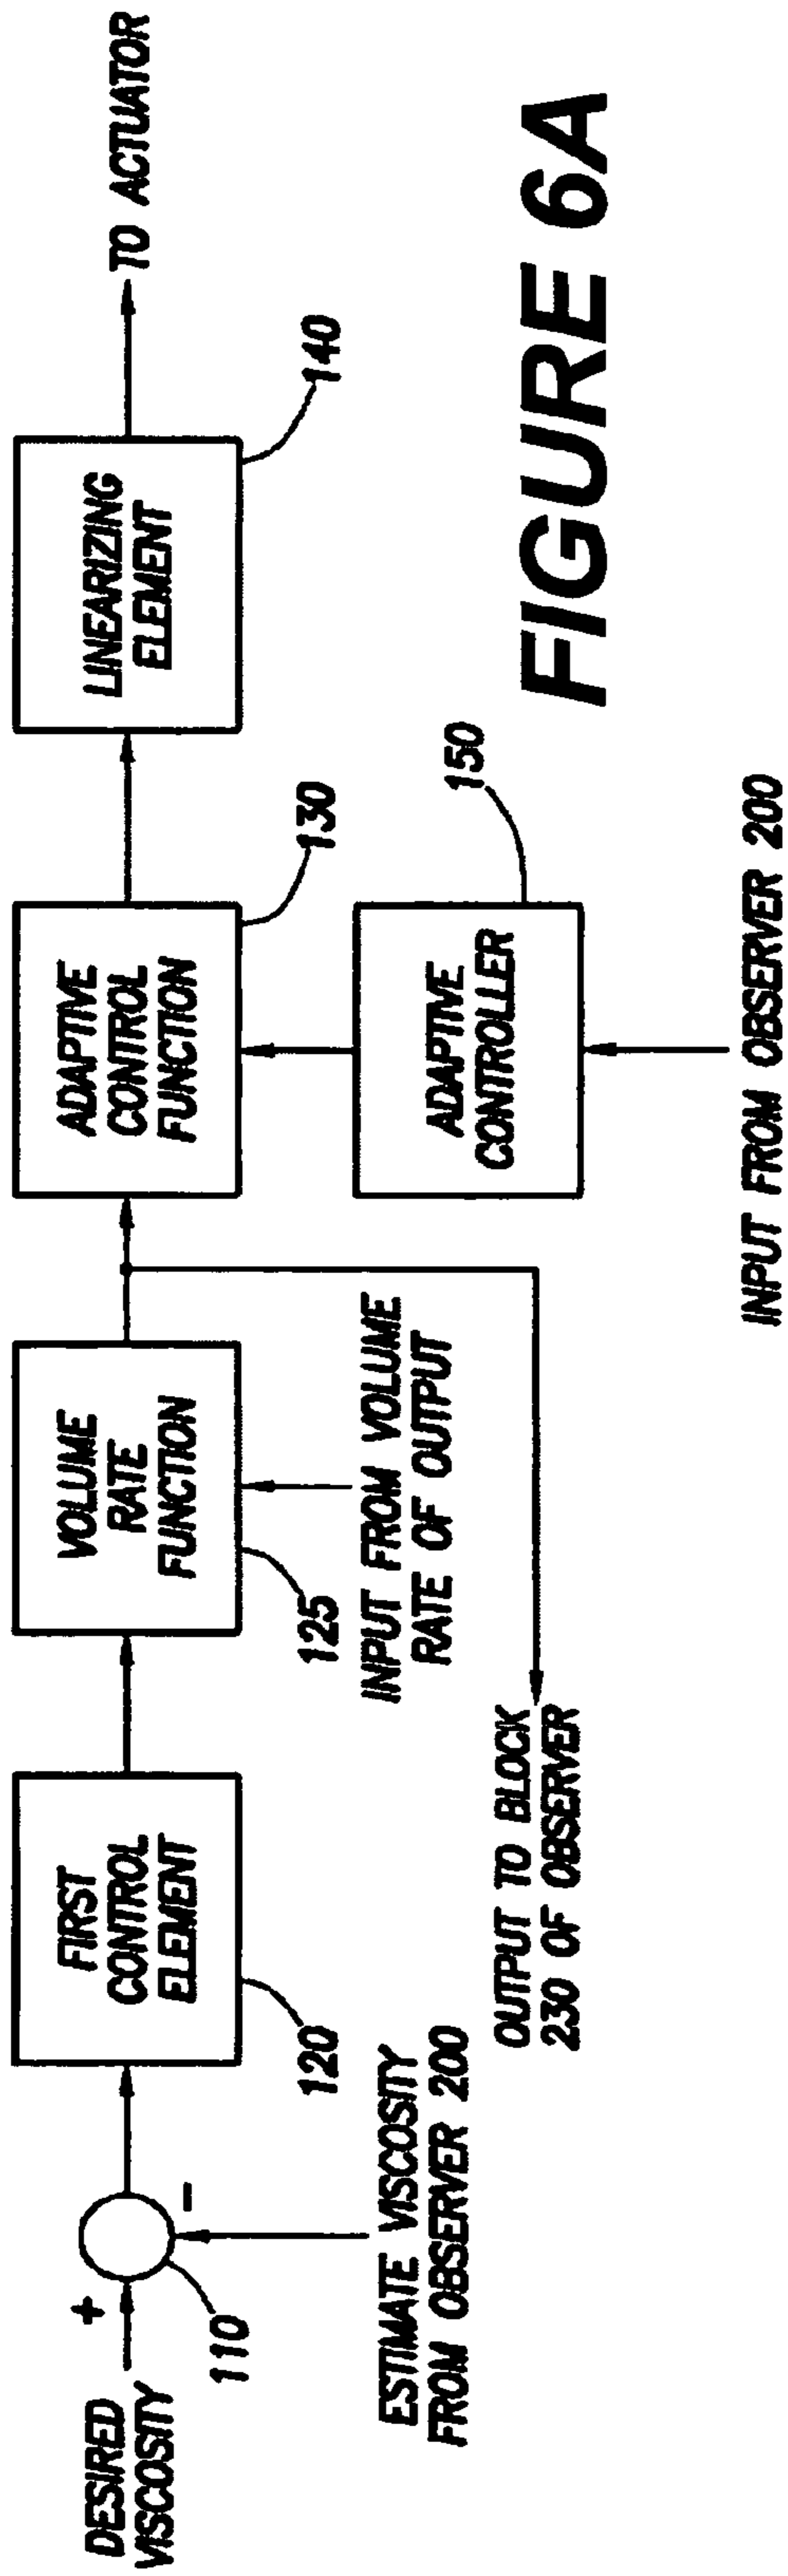 DESIRED
VISCOSITY
+
-
110
ESTIMATE VISCOSITY
FROM OBSERVER 200
FIRST
CONTROL
ELEMENT
120
VOLUME
RATE
FUNCTION
125
INPUT FROM VOLUME
RATE OF OUTPUT
OUTPUT TO BLOCK
230 OF OBSERVER
ADAPTIVE
CONTROL
FUNCTION
130
ADAPTIVE
CONTROLLER
150
INPUT FROM OBSERVER 200
LINEARIZING
ELEMENT
140
TO ACTUATOR
FIGURE 6A